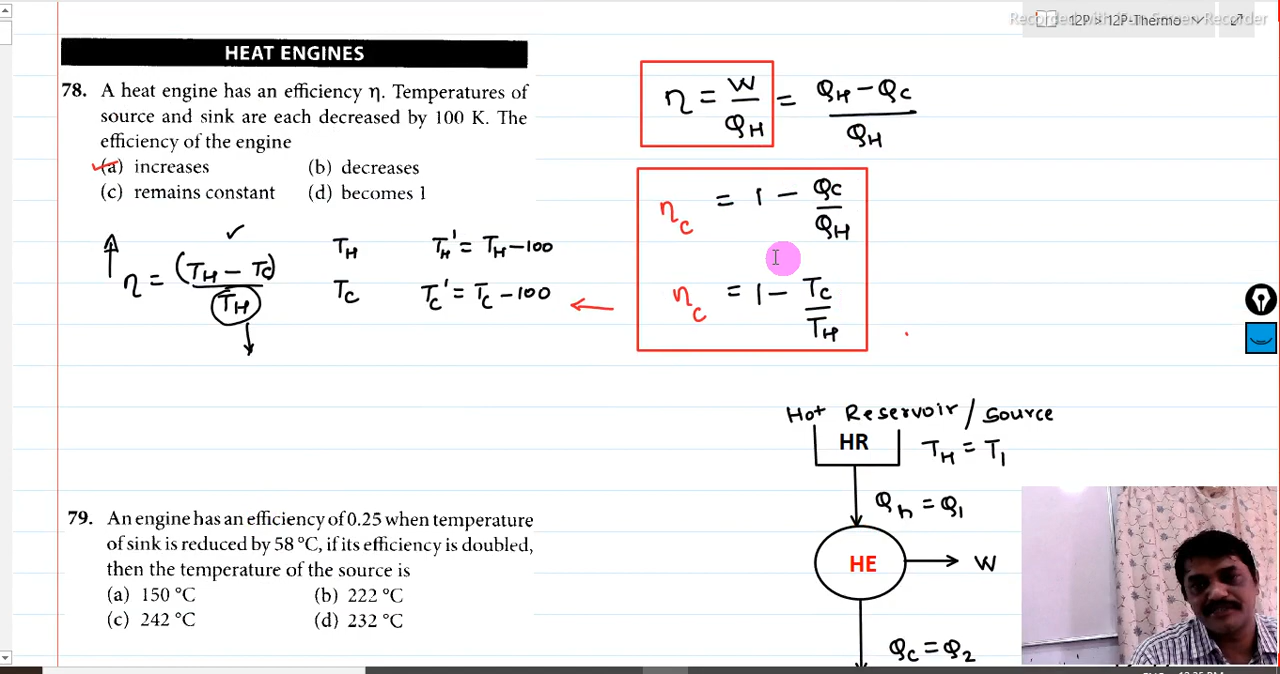 Recorded with iTop Screen Recorder
12P > 12P-Thermo
HEAT ENGINES
78. A heat engine has an efficiency η. Temperatures of
source and sink are each decreased by 100 K. The
efficiency of the engine
(a) increases (b) decreases
(c) remains constant (d) becomes 1
η = (TH − TC) / TH
TH TH' = TH − 100
TC TC' = TC − 100
η = W / QH = QH − QC / QH
ηc = 1 − QC / QH
ηc = 1 − TC / TH
Hot Reservoir / Source
HR TH = T1
Qh = Q1
HE W
QC = Q2
79. An engine has an efficiency of 0.25 when temperature
of sink is reduced by 58 °C, if its efficiency is doubled,
then the temperature of the source is
(a) 150 °C (b) 222 °C
(c) 242 °C (d) 232 °C